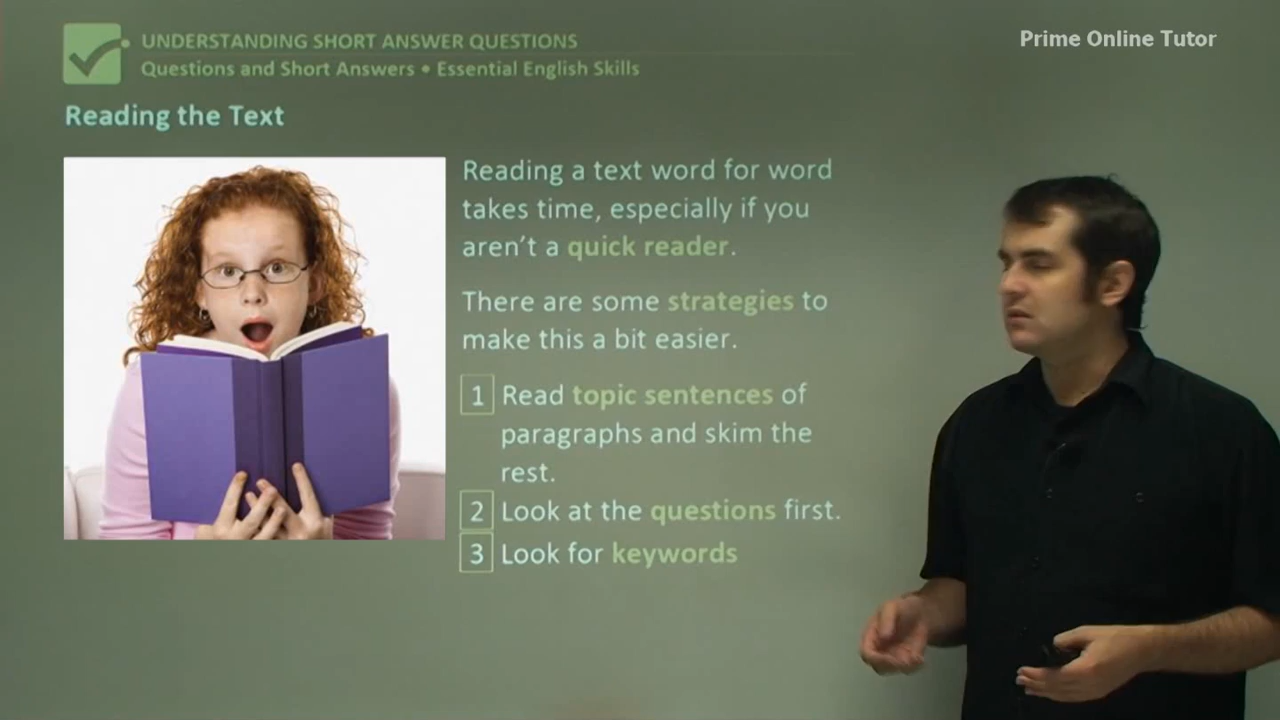 UNDERSTANDING SHORT ANSWER QUESTIONS
Prime Online Tutor
Questions and Short Answers • Essential English Skills
Reading the Text
Reading a text word for word
takes time, especially if you
aren't a quick reader.
There are some strategies to
make this a bit easier.
1 Read topic sentences of
paragraphs and skim the
rest.
2 Look at the questions first.
3 Look for keywords